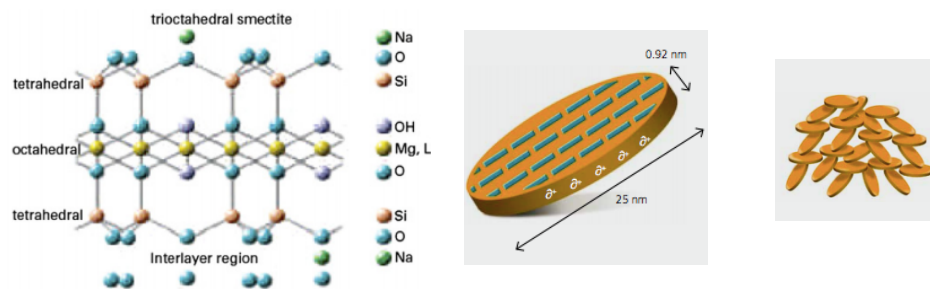 trioctahedral smectite
Na
O
tetrahedral
Si
OH
octahedral
Mg, L
O
Si
tetrahedral
O
Interlayer region
Na
0.92 nm
∂+ ∂+ ∂+ ∂+ ∂+
25 nm